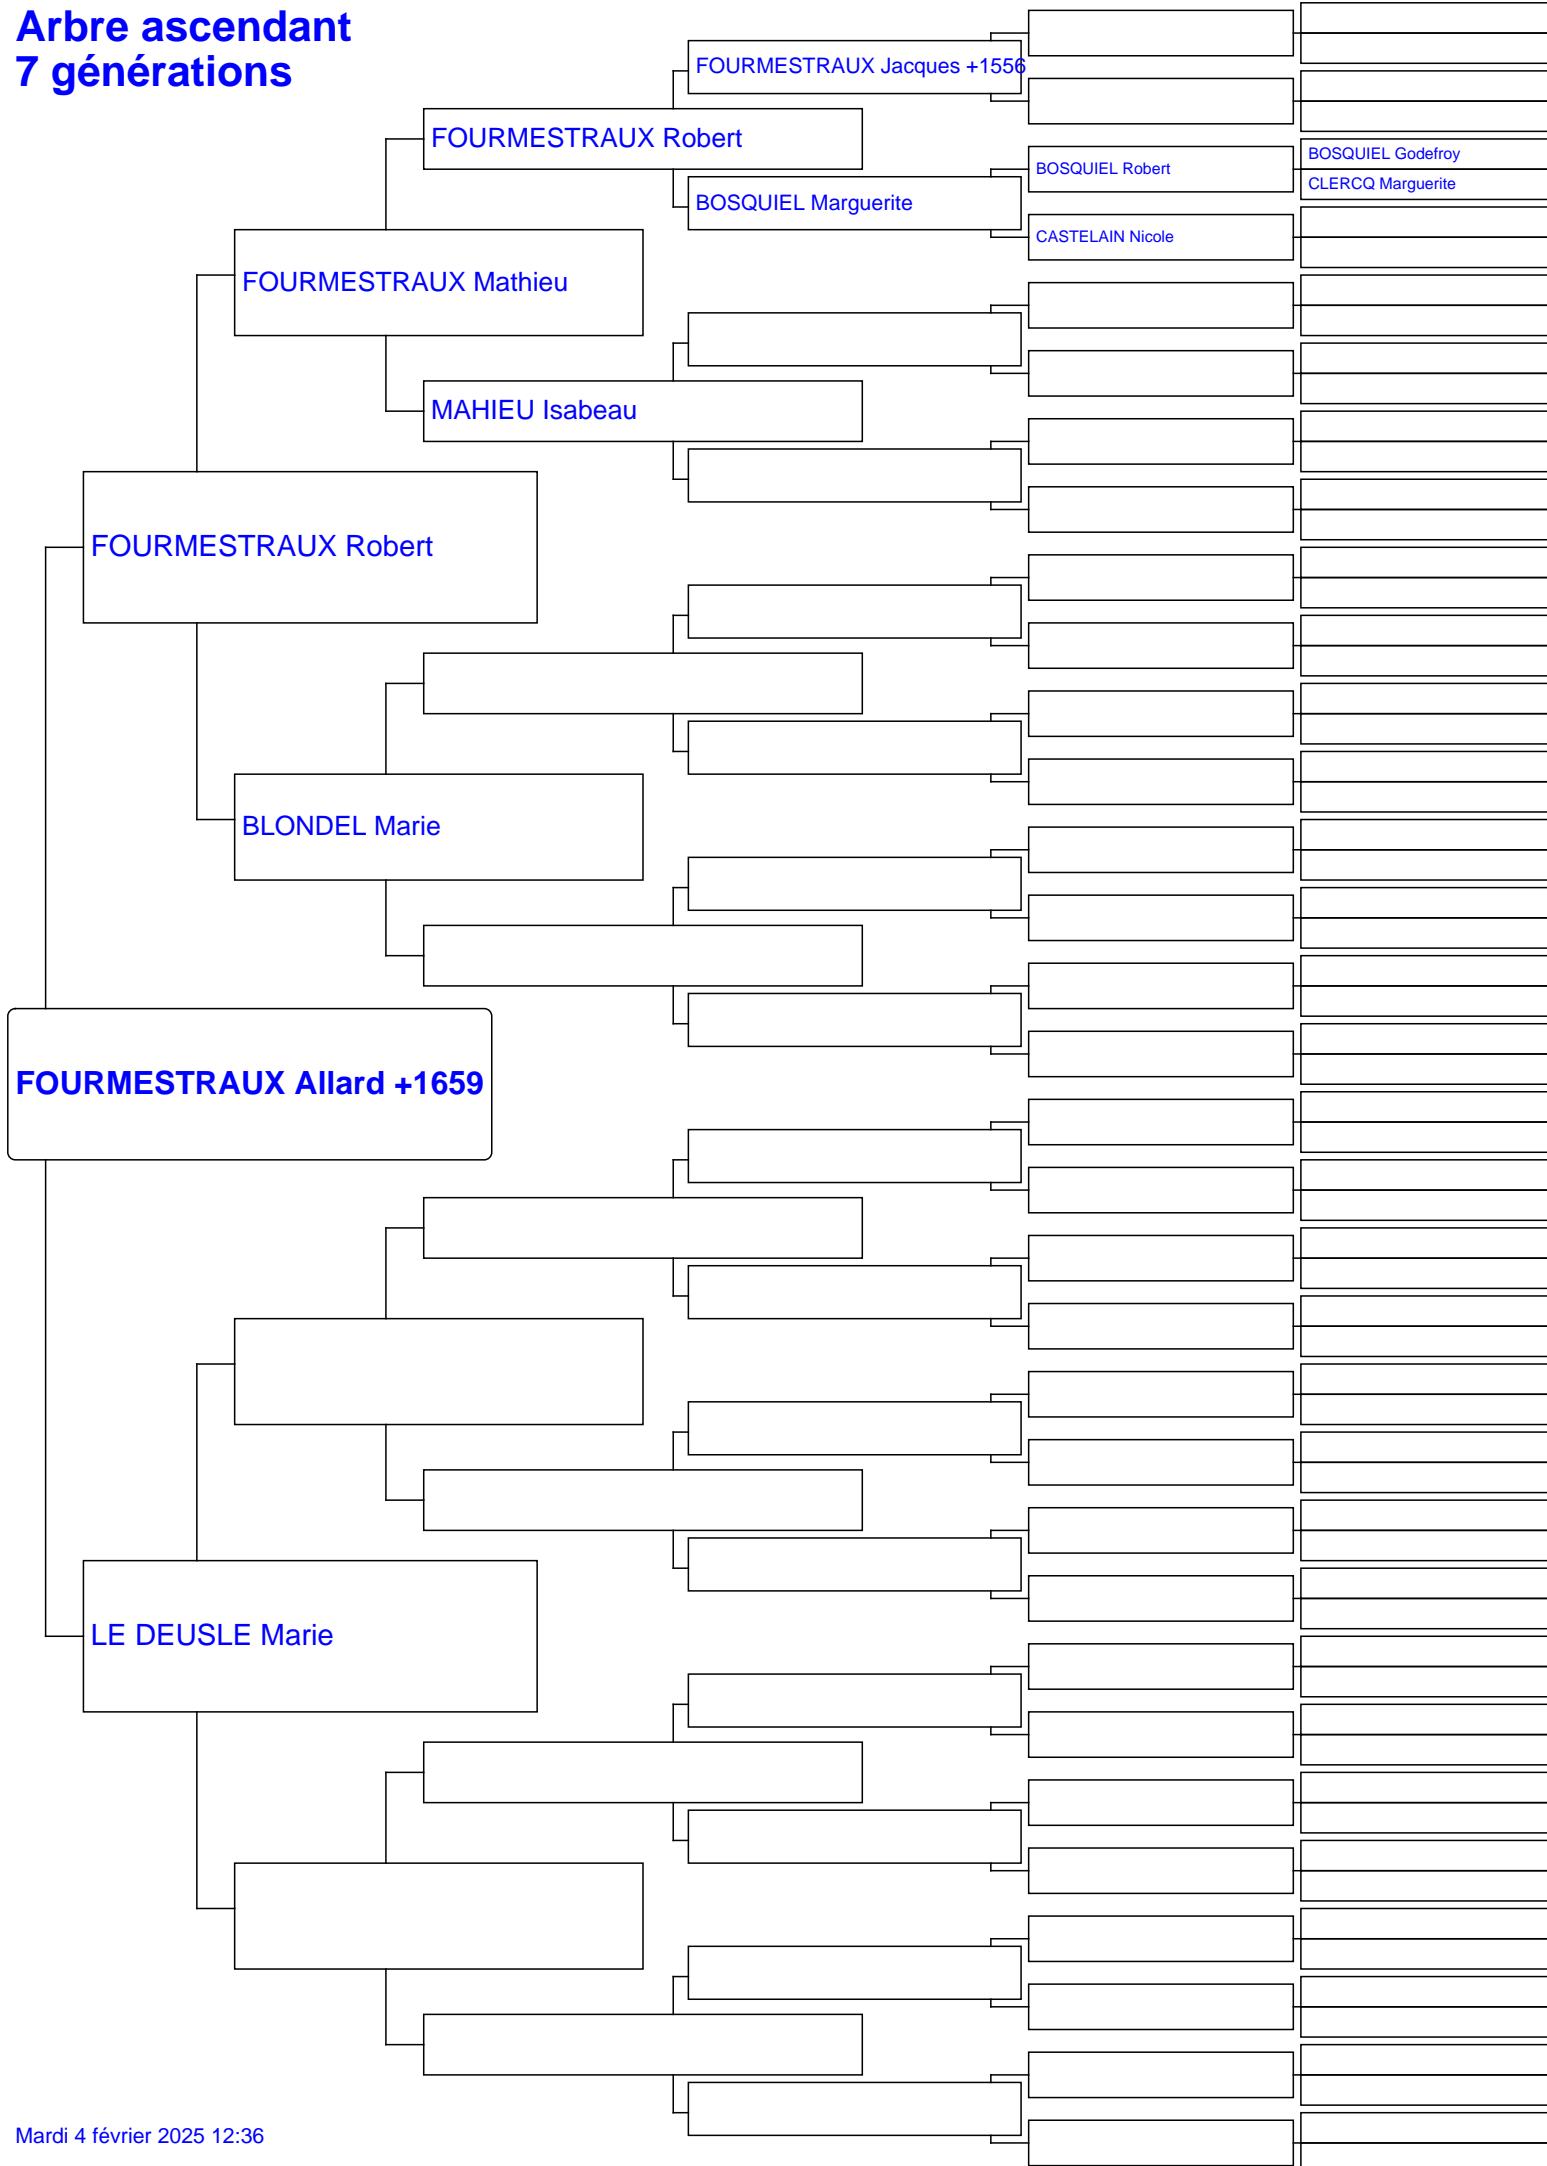 Arbre ascendant
7 générations
FOURMESTRAUX Jacques +1556
FOURMESTRAUX Robert
BOSQUIEL Godefroy
BOSQUIEL Robert
CLERCQ Marguerite
BOSQUIEL Marguerite
CASTELAIN Nicole
FOURMESTRAUX Mathieu
MAHIEU Isabeau
FOURMESTRAUX Robert
BLONDEL Marie
FOURMESTRAUX Allard +1659
LE DEUSLE Marie
Mardi 4 février 2025 12:36